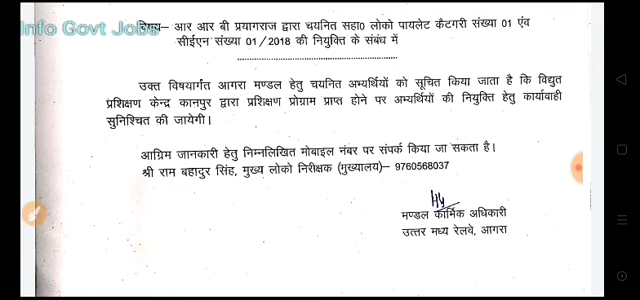 Info Govt Jobs
विषय– आर आर बी प्रयागराज द्वारा चयनित सहा0 लोको पायलेट कैटगरी संख्या 01 एंव
सीईएन संख्या 01/2018 की नियुक्ति के संबंध में
उक्त विषयार्गत आगरा मण्डल हेतु चयनित अभ्यर्थियों को सूचित किया जाता है कि विद्युत
प्रशिक्षण केन्द्र कानपुर द्वारा प्रशिक्षण प्रोग्राम प्राप्त होने पर अभ्यर्थियों की नियुक्ति हेतु कार्यावाही
सुनिश्चित की जायेगी।
आग्रिम जानकारी हेतु निम्नलिखित मोबाइल नंबर पर संपर्क किया जा सकता है।
श्री राम बहादुर सिंह, मुख्य लोको निरीक्षक (मुख्यालय)– 9760568037
मण्डल कार्मिक अधिकारी
उत्तर मध्य रेलवे, आगरा